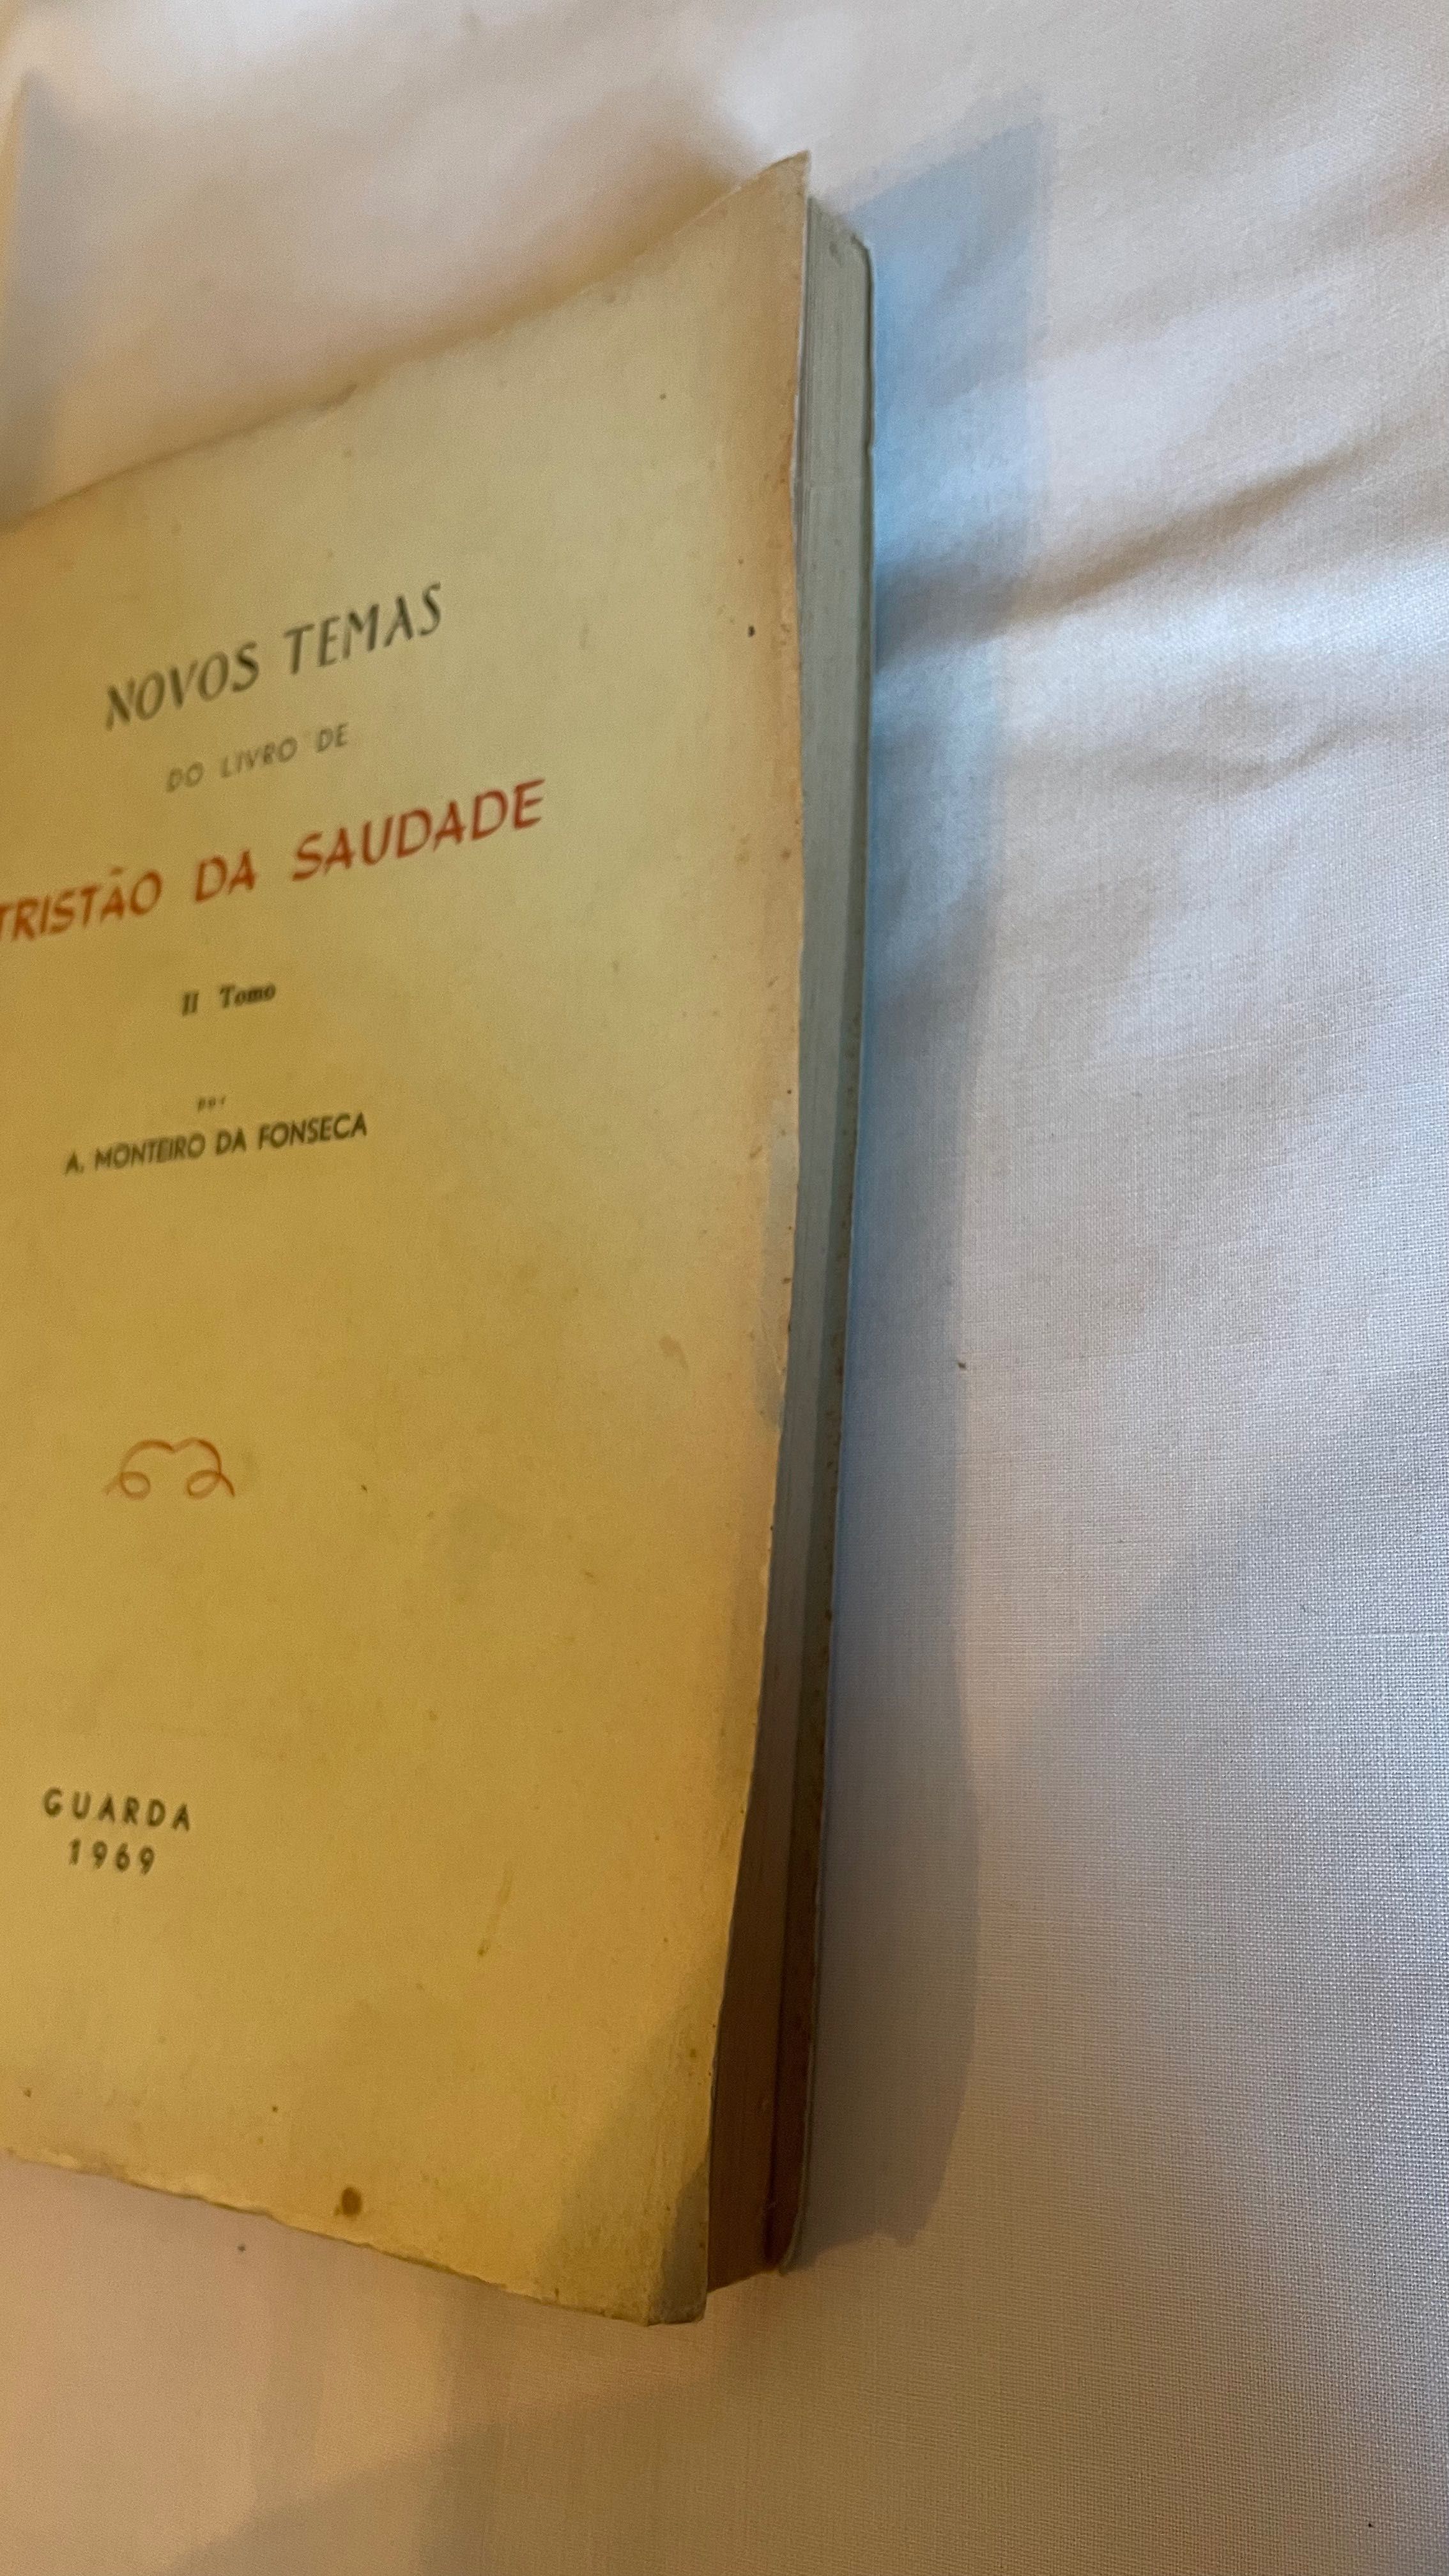 NOVOS TEMAS
DO LIVRO DE
TRISTÃO DA SAUDADE
II Tomo
por
A. MONTEIRO DA FONSECA
GUARDA
1969